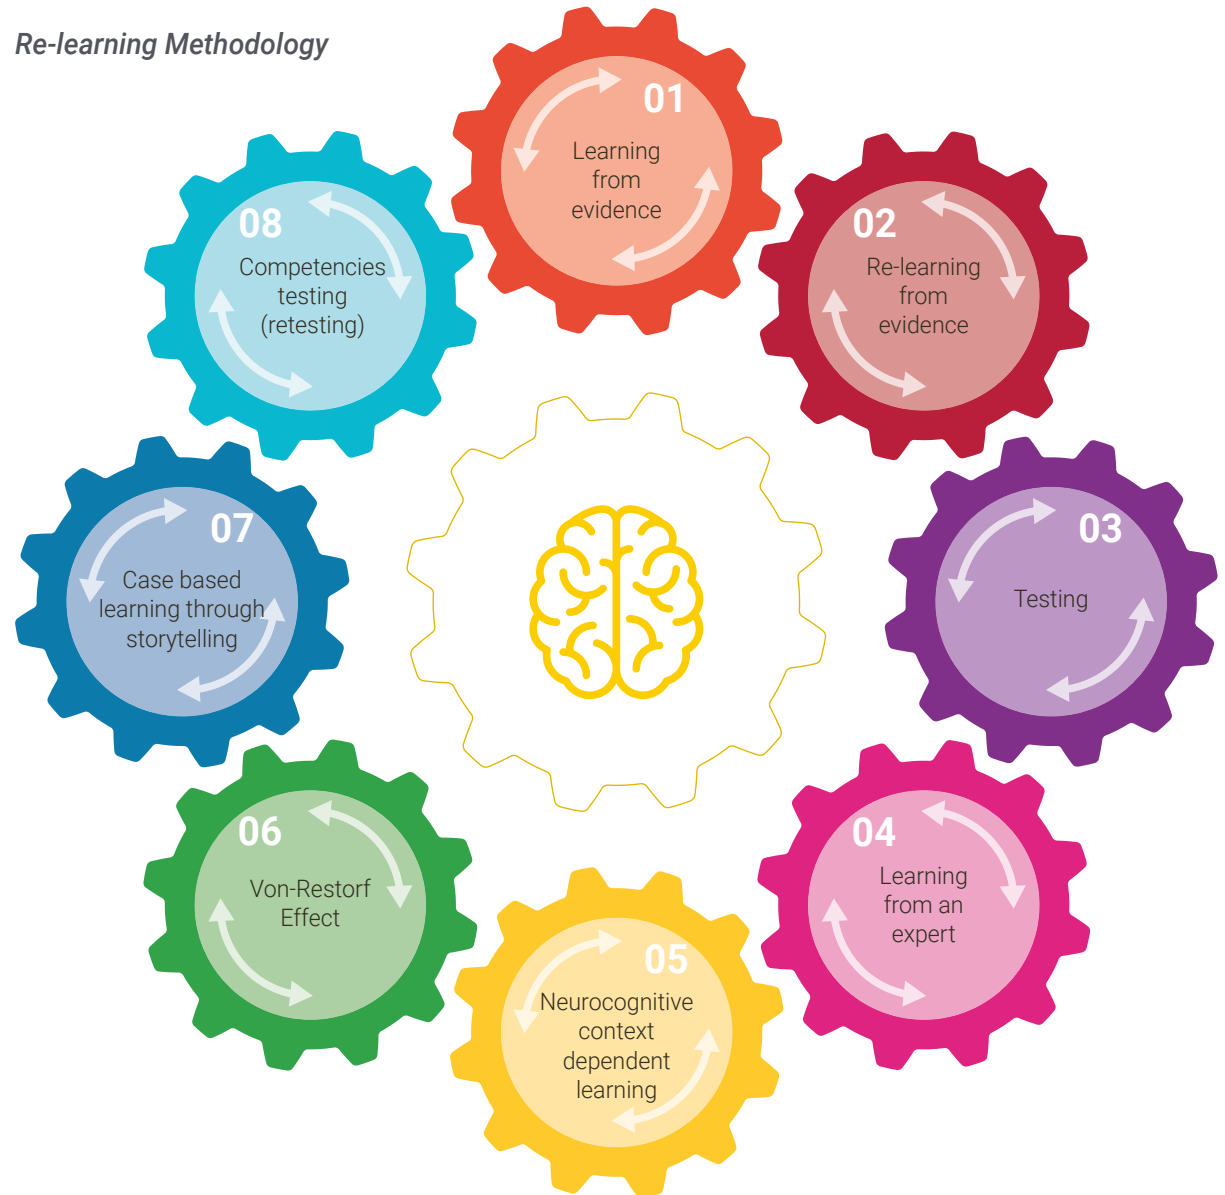 Re-learning Methodology
01
Learning
from
evidence
02
Re-learning
from
evidence
03
Testing
04
Learning
from an
expert
05
Neurocognitive
context
dependent
learning
06
Von-Restorf
Effect
07
Case based
learning through
storytelling
08
Competencies
testing
(retesting)